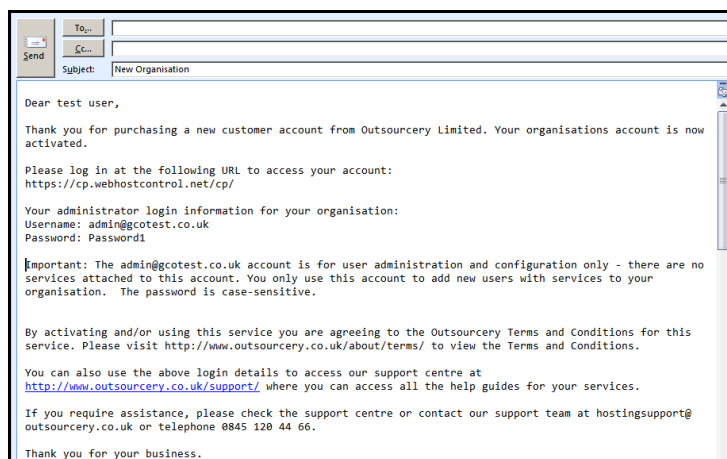 To...
Cc...
Send
Subject: New Organisation
Dear test user,
Thank you for purchasing a new customer account from Outsourcery Limited. Your organisations account is now
activated.
Please log in at the following URL to access your account:
https://cp.webhostcontrol.net/cp/
Your administrator login information for your organisation:
Username: admin@gcotest.co.uk
Password: Password1
Important: The admin@gcotest.co.uk account is for user administration and configuration only - there are no
services attached to this account. You only use this account to add new users with services to your
organisation.  The password is case-sensitive.
By activating and/or using this service you are agreeing to the Outsourcery Terms and Conditions for this
service. Please visit http://www.outsourcery.co.uk/about/terms/ to view the Terms and Conditions.
You can also use the above login details to access our support centre at
http://www.outsourcery.co.uk/support/ where you can access all the help guides for your services.
If you require assistance, please check the support centre or contact our support team at hostingsupport@
outsourcery.co.uk or telephone 0845 120 44 66.
Thank you for your business.